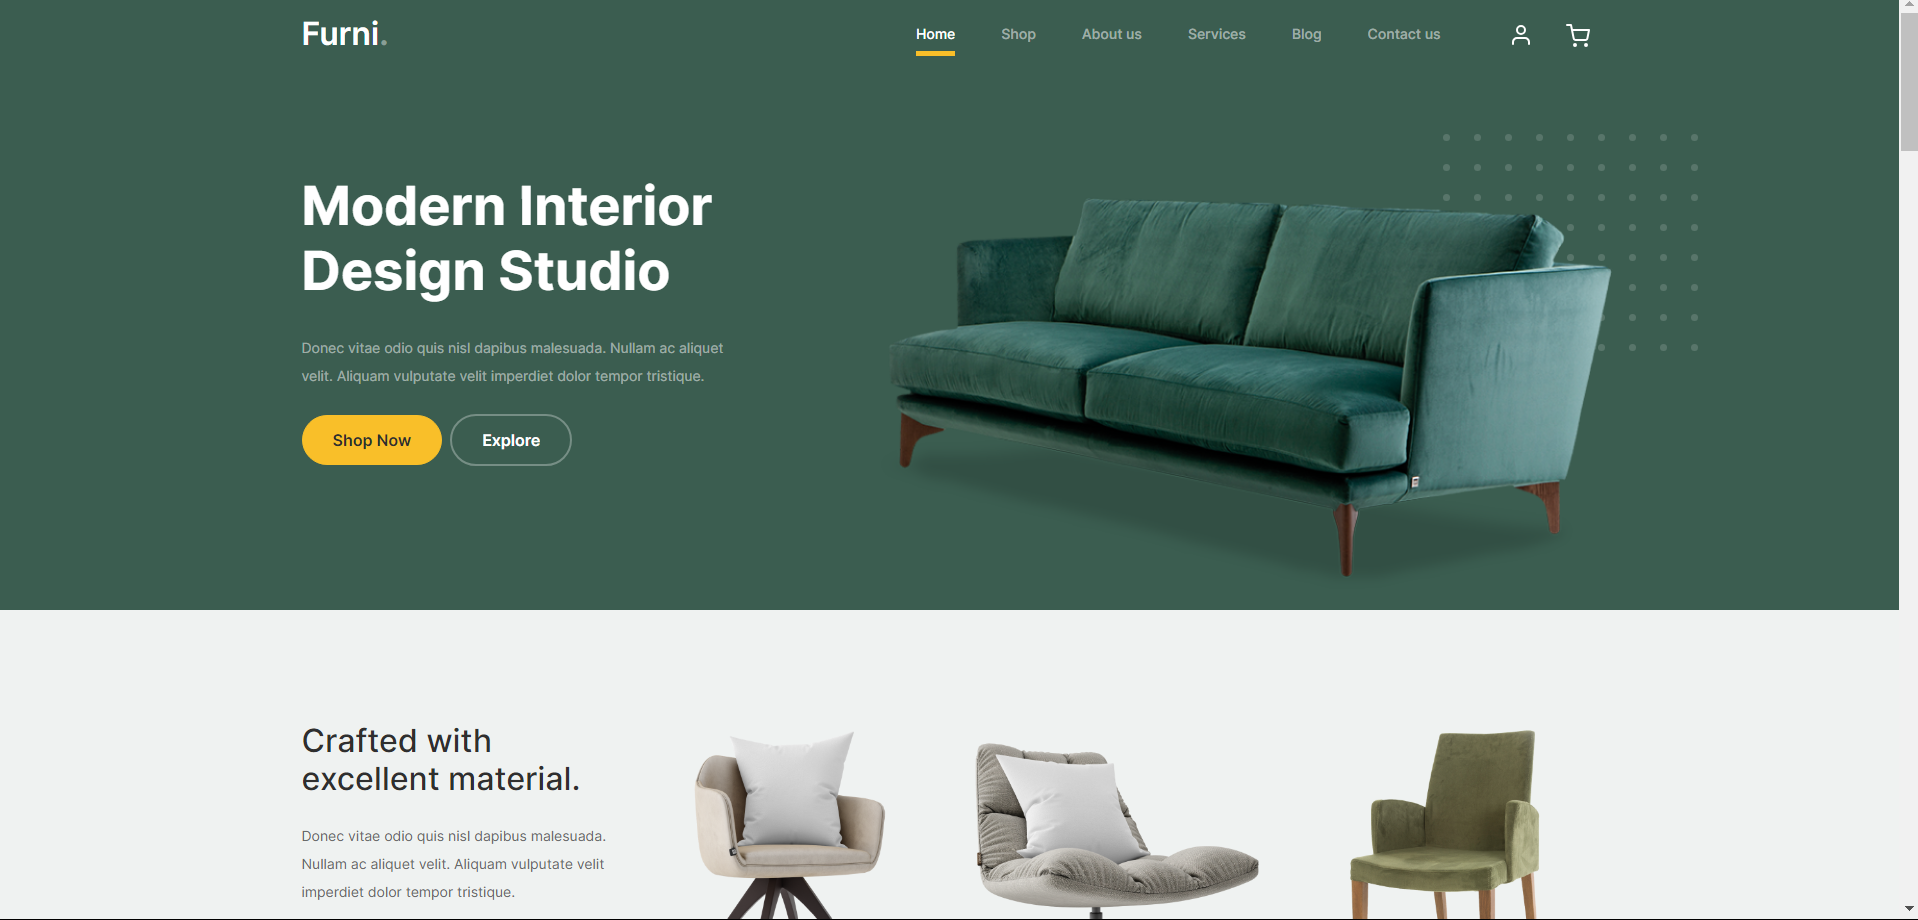 Furni.
Home
Shop
About us
Services
Blog
Contact us
Modern Interior
Design Studio
Donec vitae odio quis nisl dapibus malesuada. Nullam ac aliquet
velit. Aliquam vulputate velit imperdiet dolor tempor tristique.
Shop Now
Explore
Crafted with
excellent material.
Donec vitae odio quis nisl dapibus malesuada.
Nullam ac aliquet velit. Aliquam vulputate velit
imperdiet dolor tempor tristique.